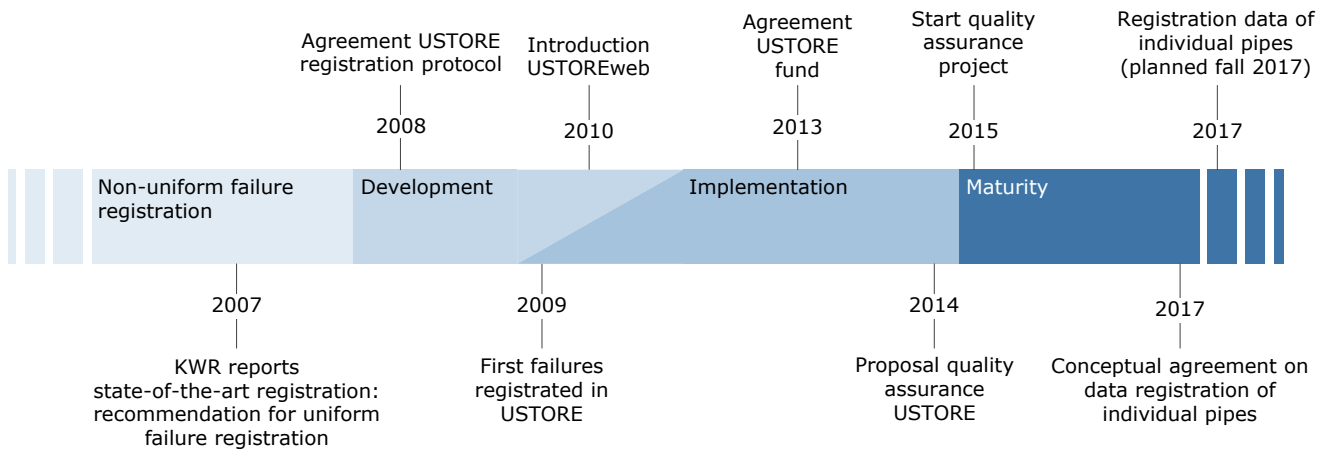 Agreement USTORE
registration protocol
2008
Introduction
USTOREweb
2010
Agreement
USTORE
fund
2013
Start quality
assurance
project
2015
Registration data of
individual pipes
(planned fall 2017)
2017
Non-uniform failure
registration
Development
Implementation
Maturity
2007
KWR reports
state-of-the-art registration:
recommendation for uniform
failure registration
2009
First failures
registrated in
USTORE
2014
Proposal quality
assurance
USTORE
2017
Conceptual agreement on
data registration of
individual pipes